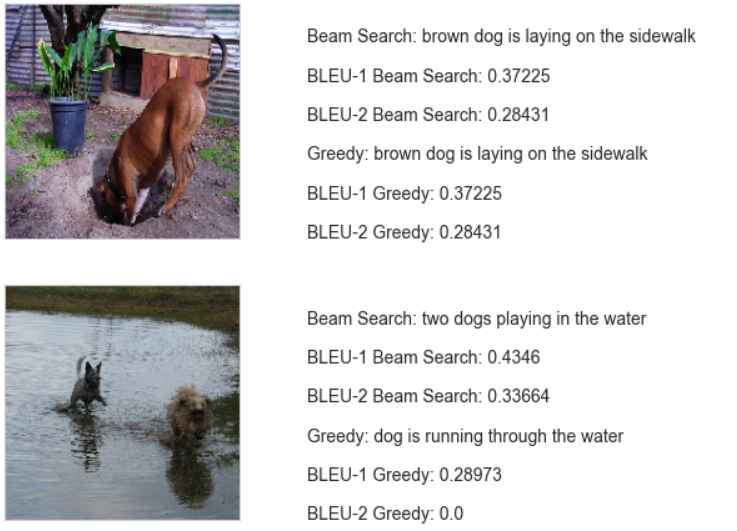 Beam Search: brown dog is laying on the sidewalk
BLEU-1 Beam Search: 0.37225
BLEU-2 Beam Search: 0.28431
Greedy: brown dog is laying on the sidewalk
BLEU-1 Greedy: 0.37225
BLEU-2 Greedy: 0.28431
Beam Search: two dogs playing in the water
BLEU-1 Beam Search: 0.4346
BLEU-2 Beam Search: 0.33664
Greedy: dog is running through the water
BLEU-1 Greedy: 0.28973
BLEU-2 Greedy: 0.0